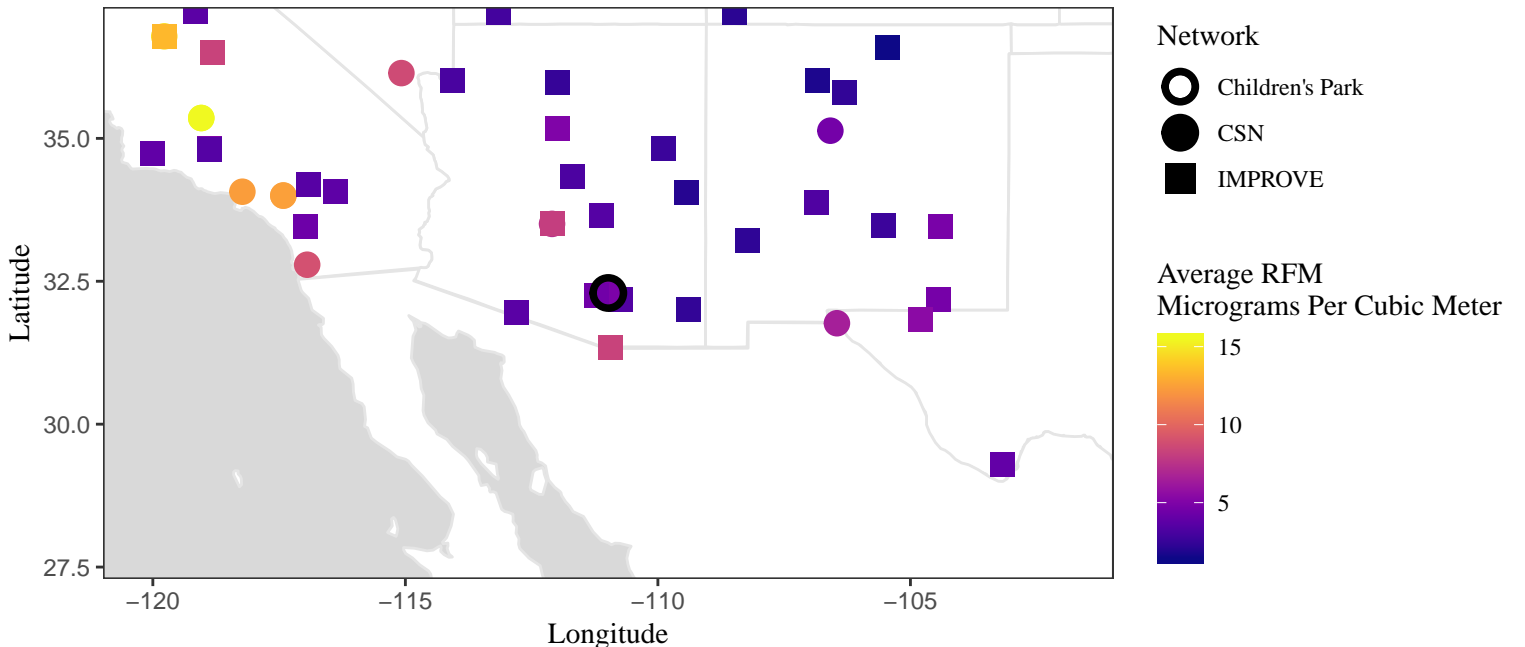 Network
Children's Park
CSN
IMPROVE
Average RFM
Micrograms Per Cubic Meter
15
10
5
Latitude
35.0
32.5
30.0
27.5
−120
−115
−110
−105
Longitude